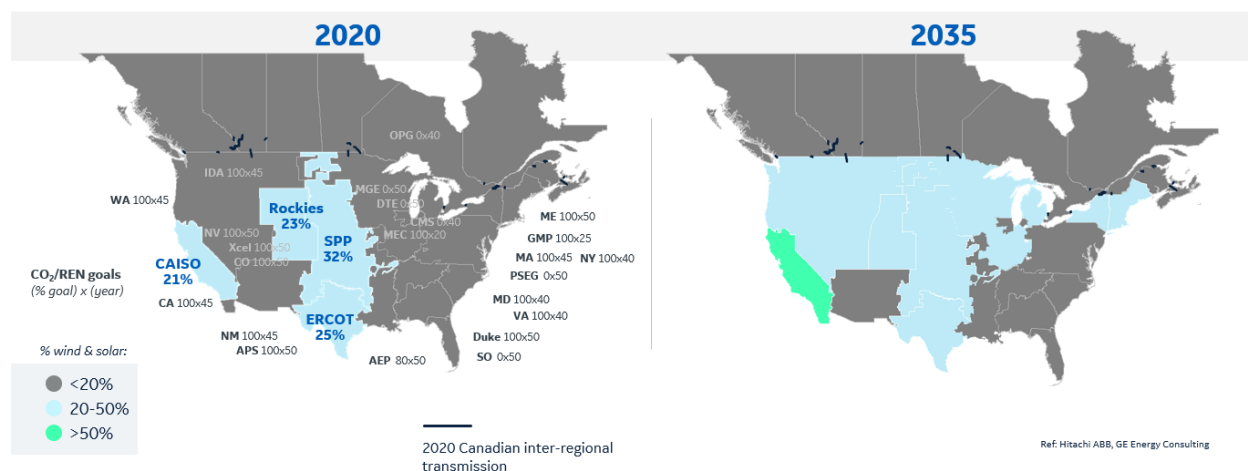 2020
2035
OPG 0x40
IDA 100x45
MGE 0x50
DTE 0x50
WA 100x45
Rockies
23%
CMS 0x40
ME 100x50
NV 100x50
MEC 100x20
GMP 100x25
Xcel 100x50
SPP
32%
CO 100x50
MA 100x45
NY 100x40
CAISO
21%
PSEG 0x50
CO₂/REN goals
(% goal) x (year)
CA 100x45
MD 100x40
ERCOT
25%
VA 100x40
NM 100x45
Duke 100x50
APS 100x50
AEP 80x50
SO 0x50
% wind & solar:
<20%
20-50%
>50%
2020 Canadian inter-regional
transmission
Ref: Hitachi ABB, GE Energy Consulting